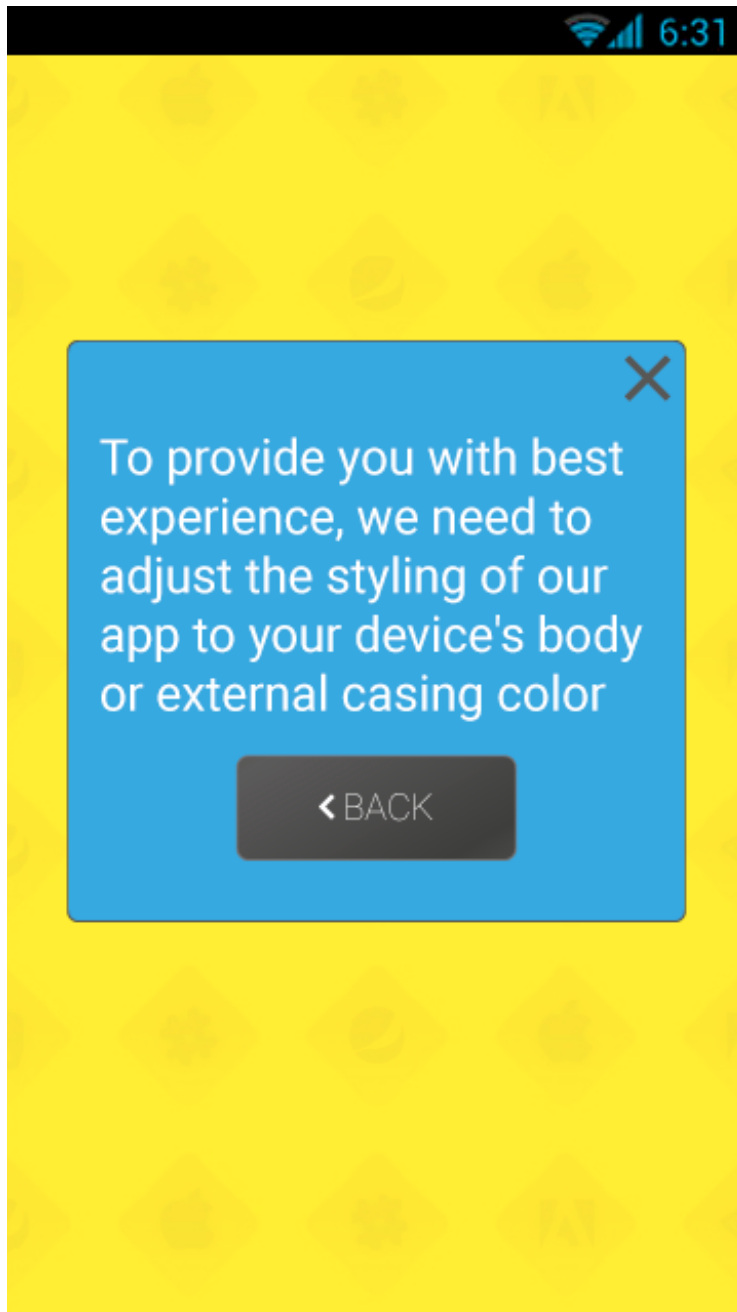 6:31
To provide you with best
experience, we need to
adjust the styling of our
app to your device's body
or external casing color
BACK